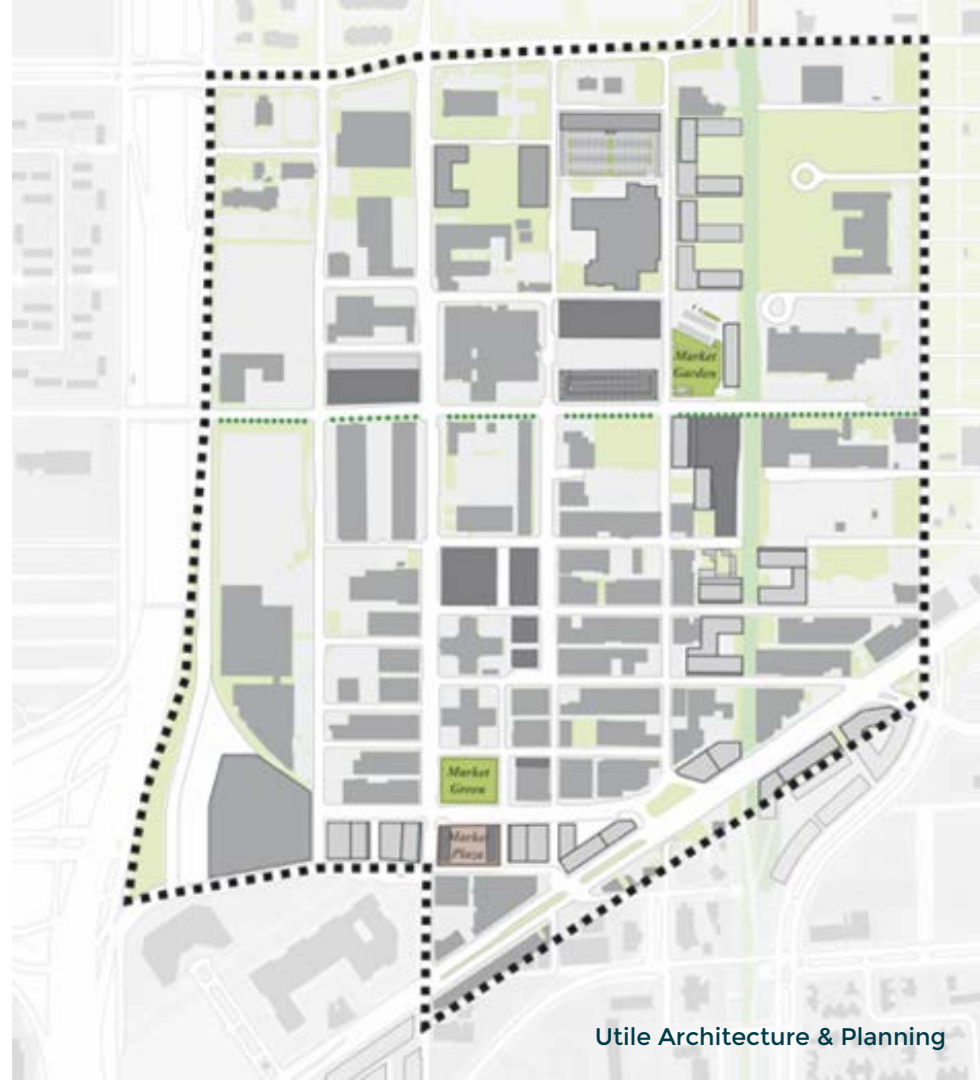 Market
Garden
Market
Green
Market
Plaza
Utile Architecture & Planning